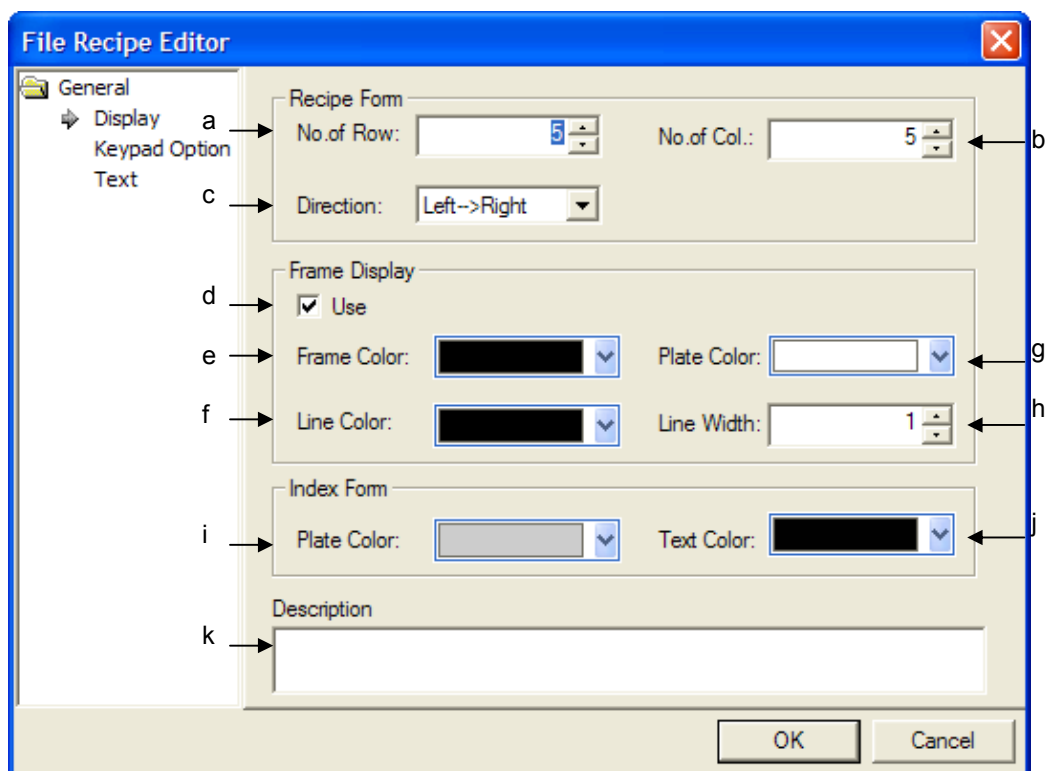 File Recipe Editor
General
Display
Keypad Option
Text
Recipe Form
a No.of Row: 5 No.of Col.: 5 b
c Direction: Left-->Right
Frame Display
d Use
e Frame Color: Plate Color: g
f Line Color: Line Width: 1 h
Index Form
i Plate Color: Text Color: j
Description
k
OK Cancel